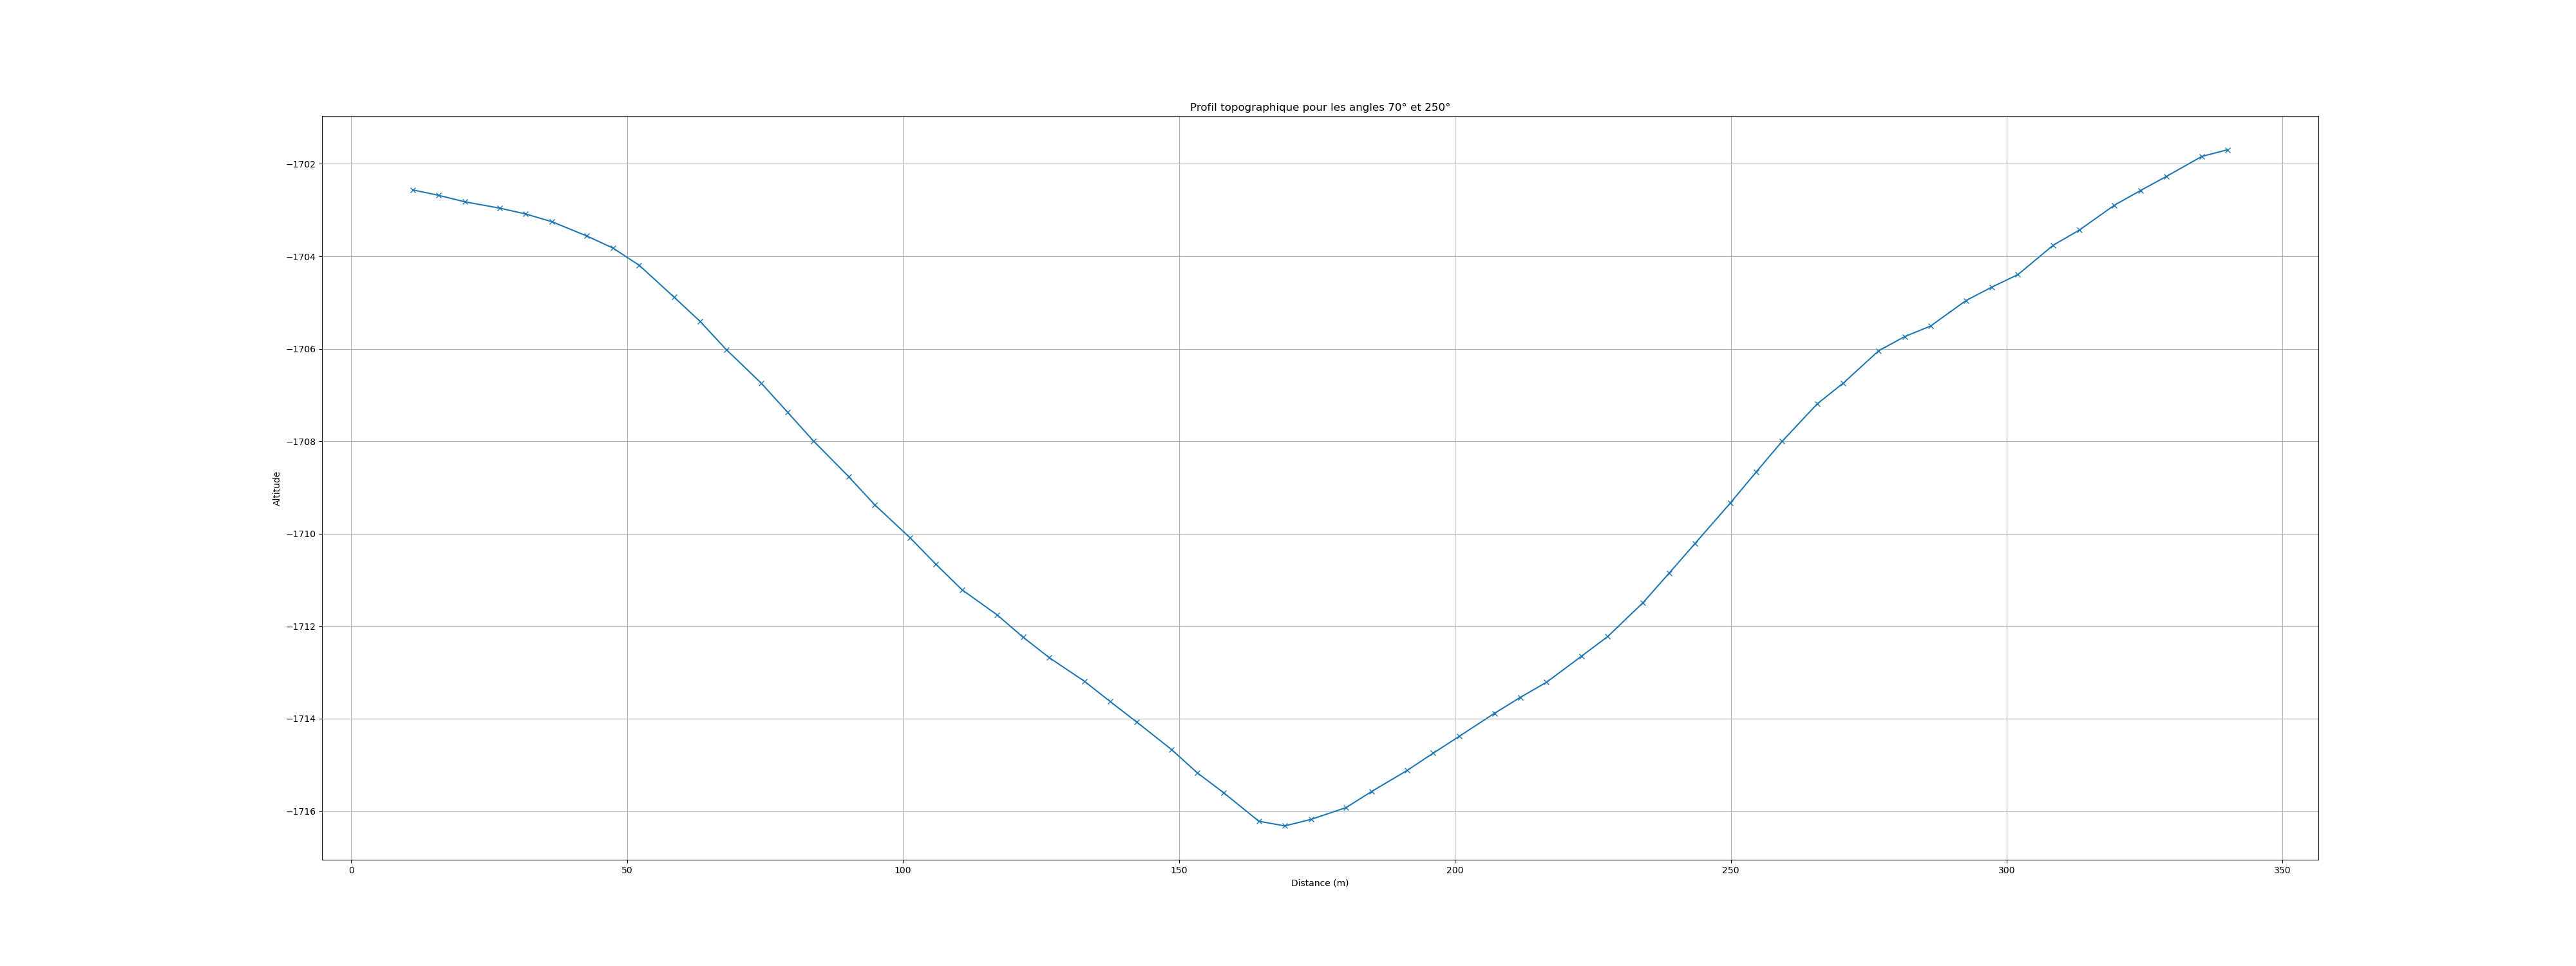 Profil topographique pour les angles 70° et 250°
Altitude
−1702
−1704
−1706
−1708
−1710
−1712
−1714
−1716
0 50 100 150 200 250 300 350
Distance (m)